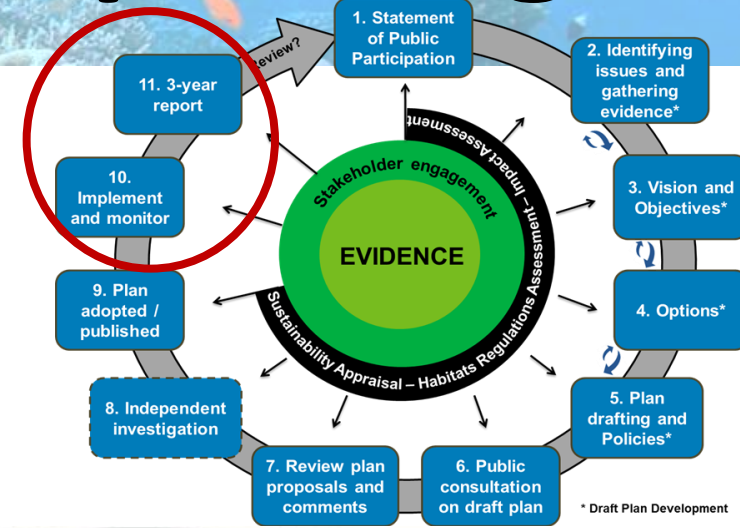 1. Statement
of Public
Participation
2. Identifying
issues and
gathering
evidence*
3. Vision and
Objectives*
4. Options*
5. Plan
drafting and
Policies*
6. Public
consultation
on draft plan
7. Review plan
proposals and
comments
8. Independent
investigation
9. Plan
adopted /
published
10.
Implement
and monitor
11. 3-year
report
Review?
Stakeholder engagement
EVIDENCE
Sustainability Appraisal – Habitats Regulations Assessment – Impact Assessment
* Draft Plan Development